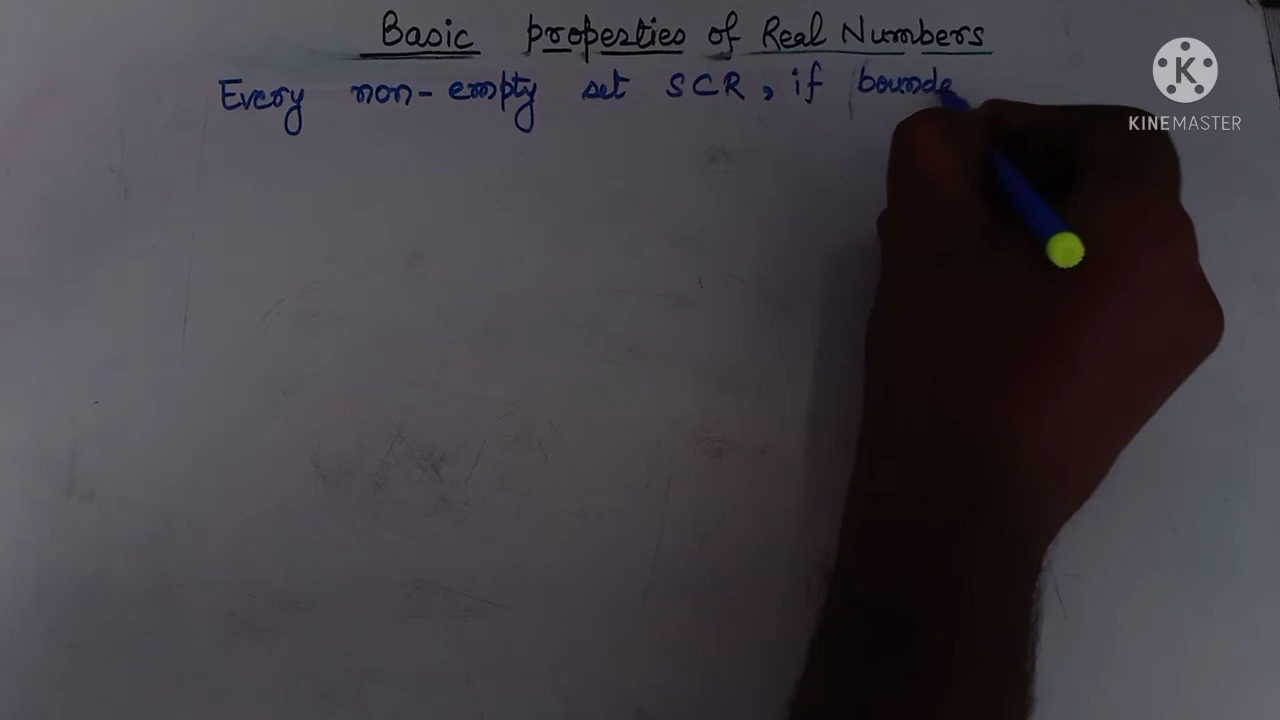 Basic properties of Real Numbers
Every non-empty set S⊂R, if bounde
K
KINEMASTER